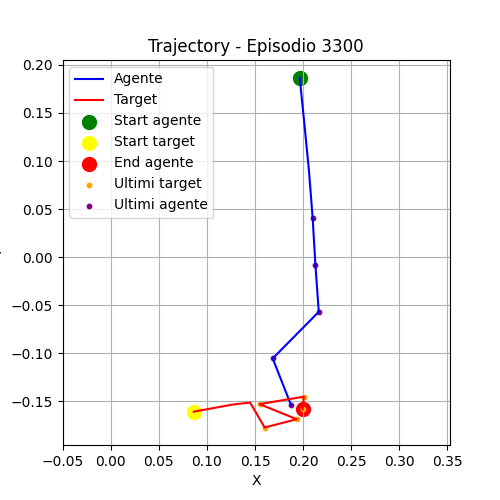 Trajectory - Episodio 3300
Agente
Target
Start agente
Start target
End agente
Ultimi target
Ultimi agente
0.20
0.15
0.10
0.05
0.00
−0.05
−0.10
−0.15
−0.05
0.00
0.05
0.10
0.15
0.20
0.25
0.30
0.35
X